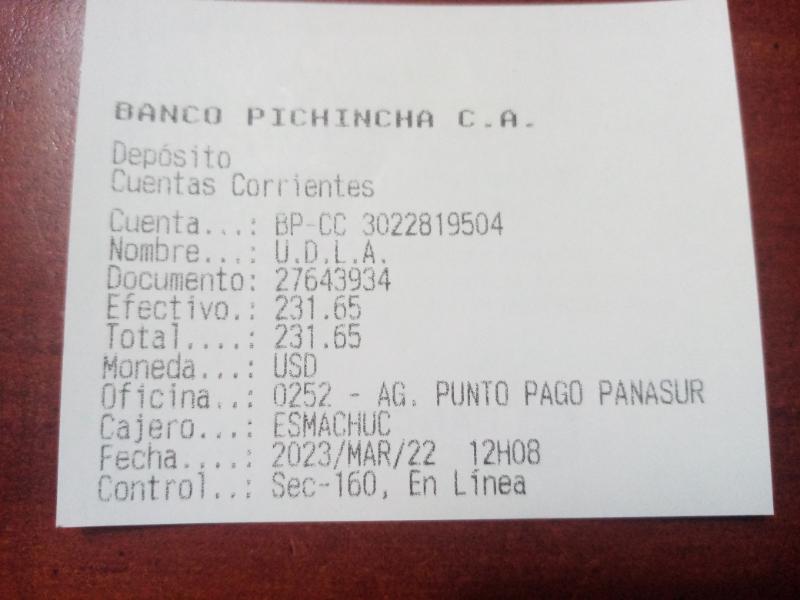 BANCO PICHINCHA C.A.
Depósito
Cuentas Corrientes
Cuenta...: BP-CC 3022819504
Nombre...: U.D.L.A.
Documento: 27643934
Efectivo.: 231.65
Total....: 231.65
Moneda...: USD
Oficina..: 0252 - AG. PUNTO PAGO PANASUR
Cajero...: ESMACHUC
Fecha....: 2023/MAR/22 12H08
Control..: Sec-160, En Línea